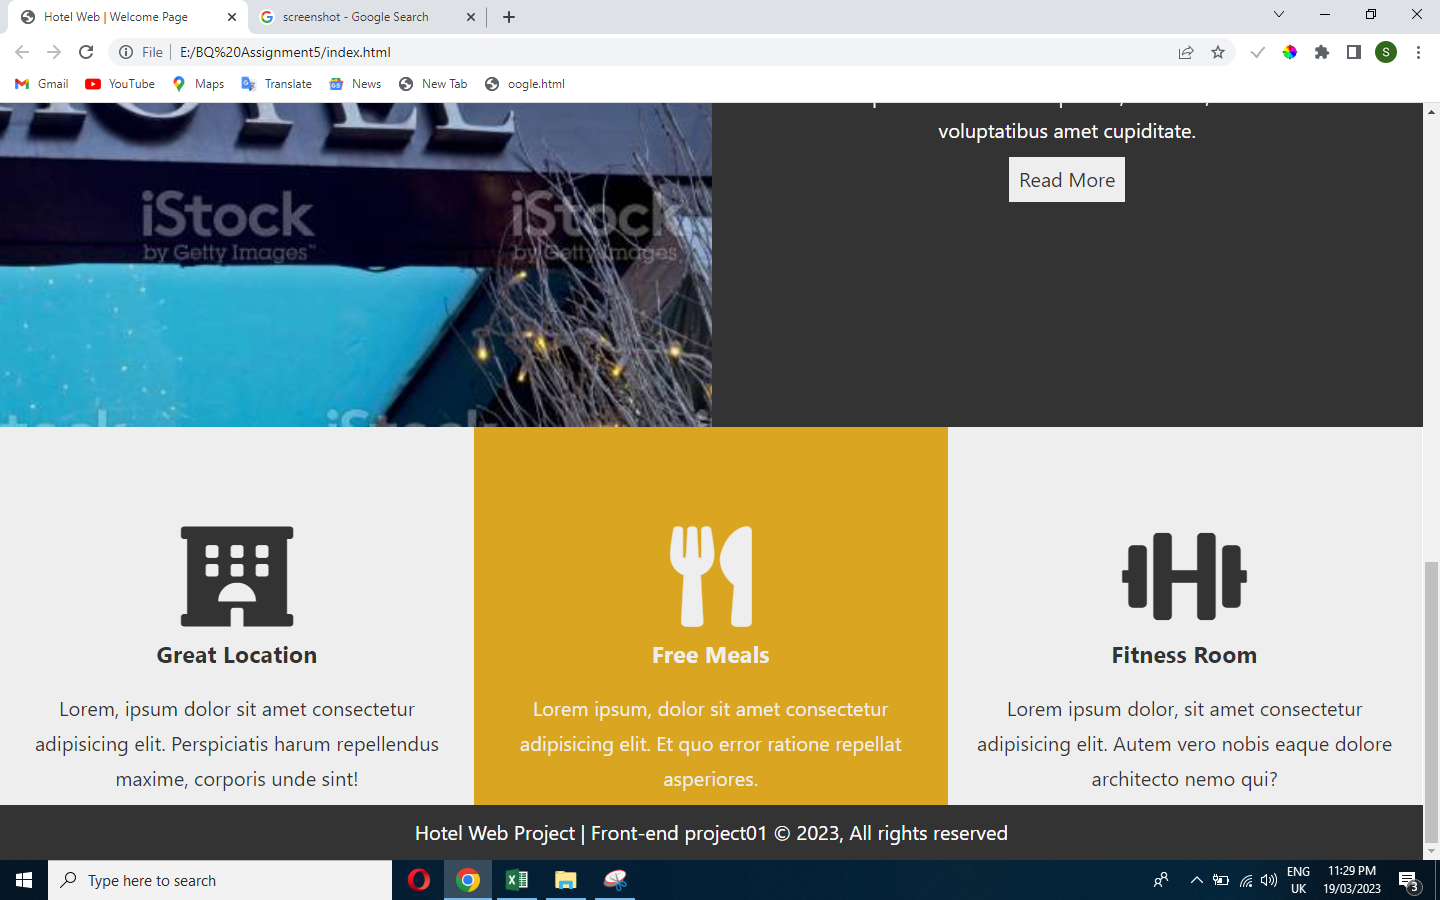 Hotel Web | Welcome Page
screenshot - Google Search
File
E:/BQ%20Assignment5/index.html
S
Gmail
YouTube
Maps
Translate
News
New Tab
oogle.html
HOTEL
voluptatibus amet cupiditate.
Read More
iStock
by Getty Images™
iStock
by Getty Images
iStock
Great Location
Free Meals
Fitness Room
Lorem, ipsum dolor sit amet consectetur
adipisicing elit. Perspiciatis harum repellendus
maxime, corporis unde sint!
Lorem ipsum, dolor sit amet consectetur
adipisicing elit. Et quo error ratione repellat
asperiores.
Lorem ipsum dolor, sit amet consectetur
adipisicing elit. Autem vero nobis eaque dolore
architecto nemo qui?
Hotel Web Project | Front-end project01 © 2023, All rights reserved
Type here to search
ENG
UK
11:29 PM
19/03/2023
3